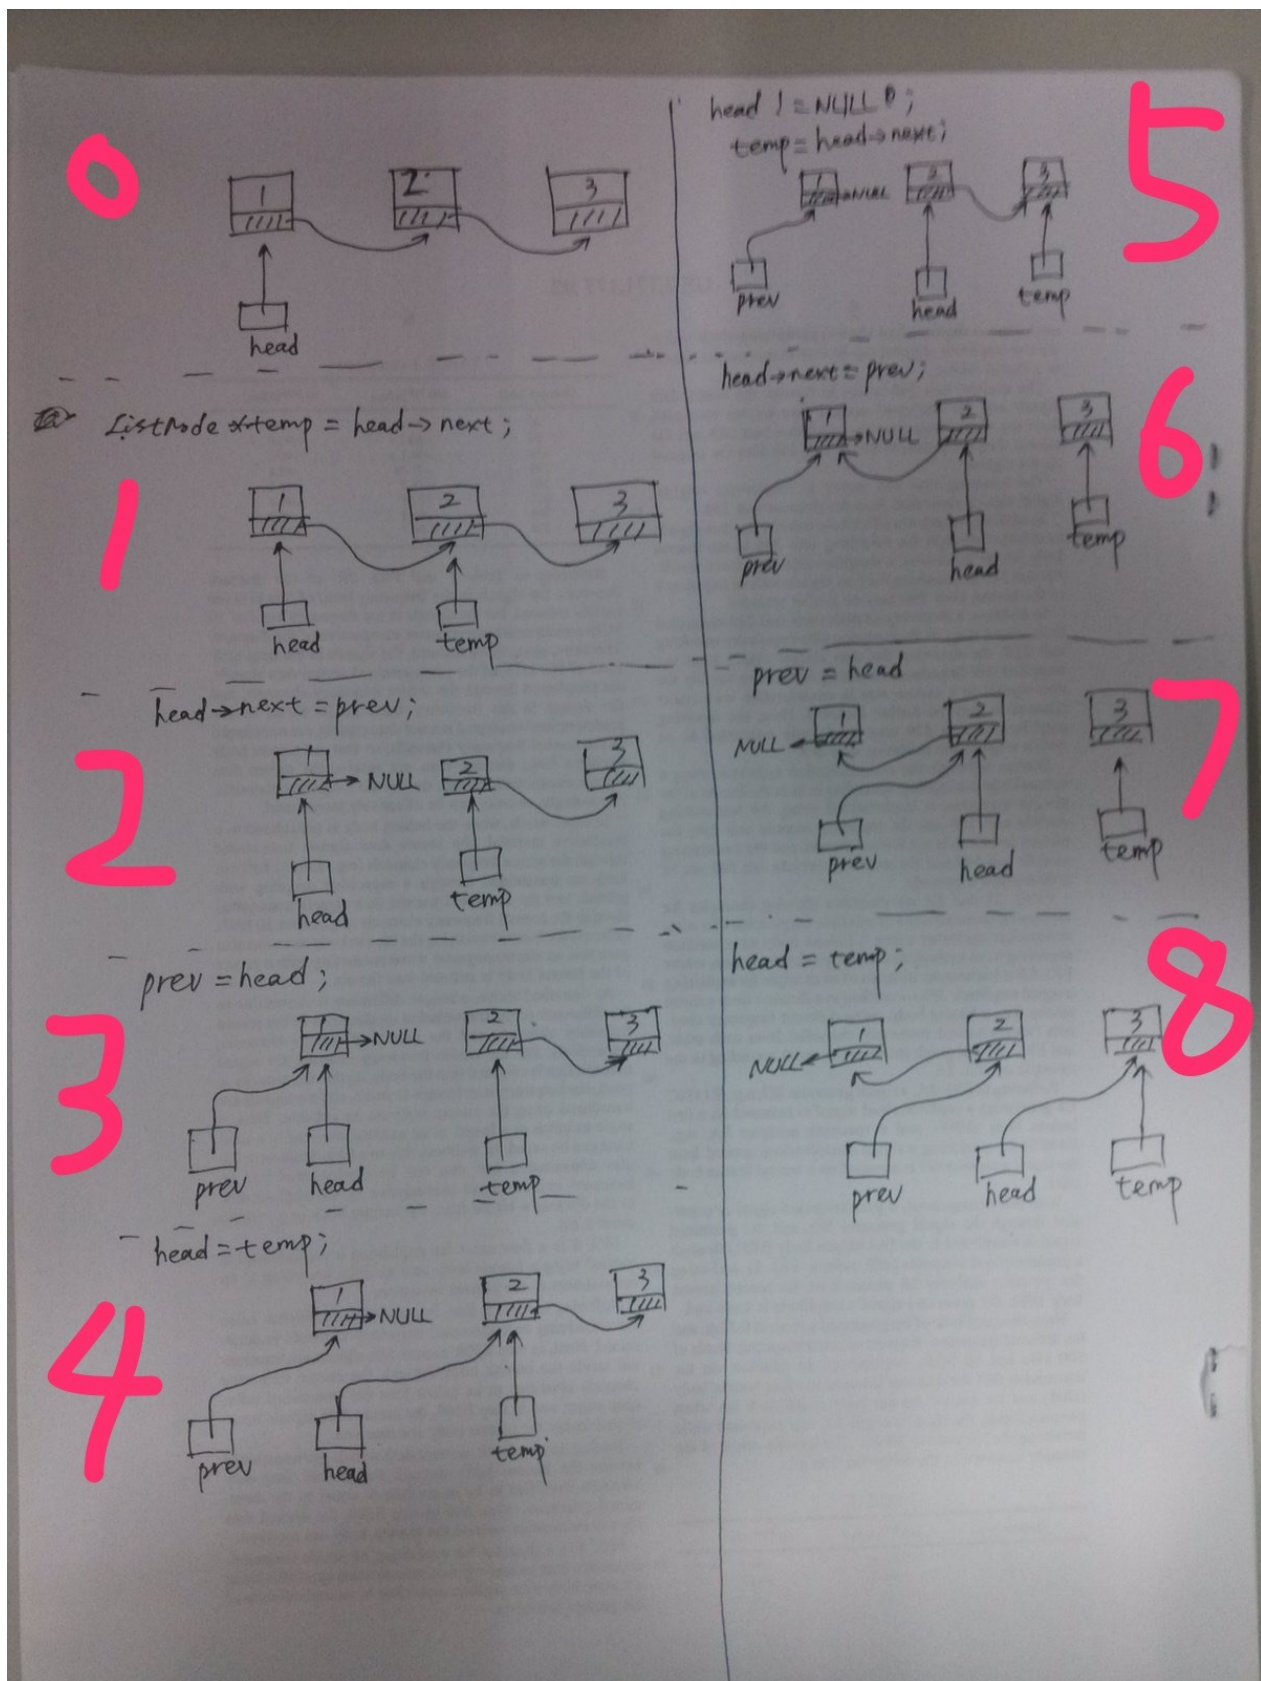 0
1 2 3
head
ListNode *temp = head->next;
1
1 2 3
head temp
head->next = prev;
2
1 NULL 2 3
head temp
prev = head;
3
1 NULL 2 3
prev head temp
head = temp;
4
1 NULL 2 3
prev head temp
head != NULL;
temp = head->next;
5
1 NULL 2 3
prev head temp
head->next = prev;
6
1 NULL 2 3
prev head temp
prev = head
7
NULL 1 2 3
prev head temp
head = temp;
8
NULL 1 2 3
prev head temp